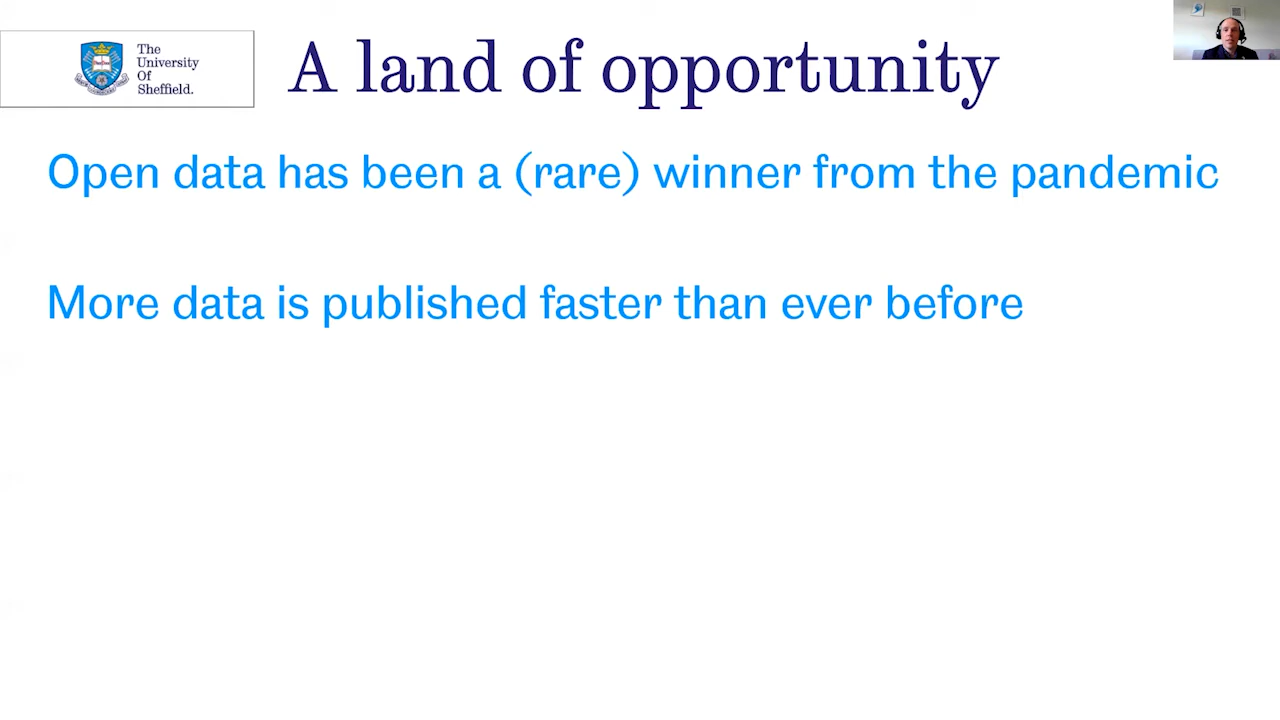 The
University
Of
Sheffield.
A land of opportunity
Open data has been a (rare) winner from the pandemic
More data is published faster than ever before